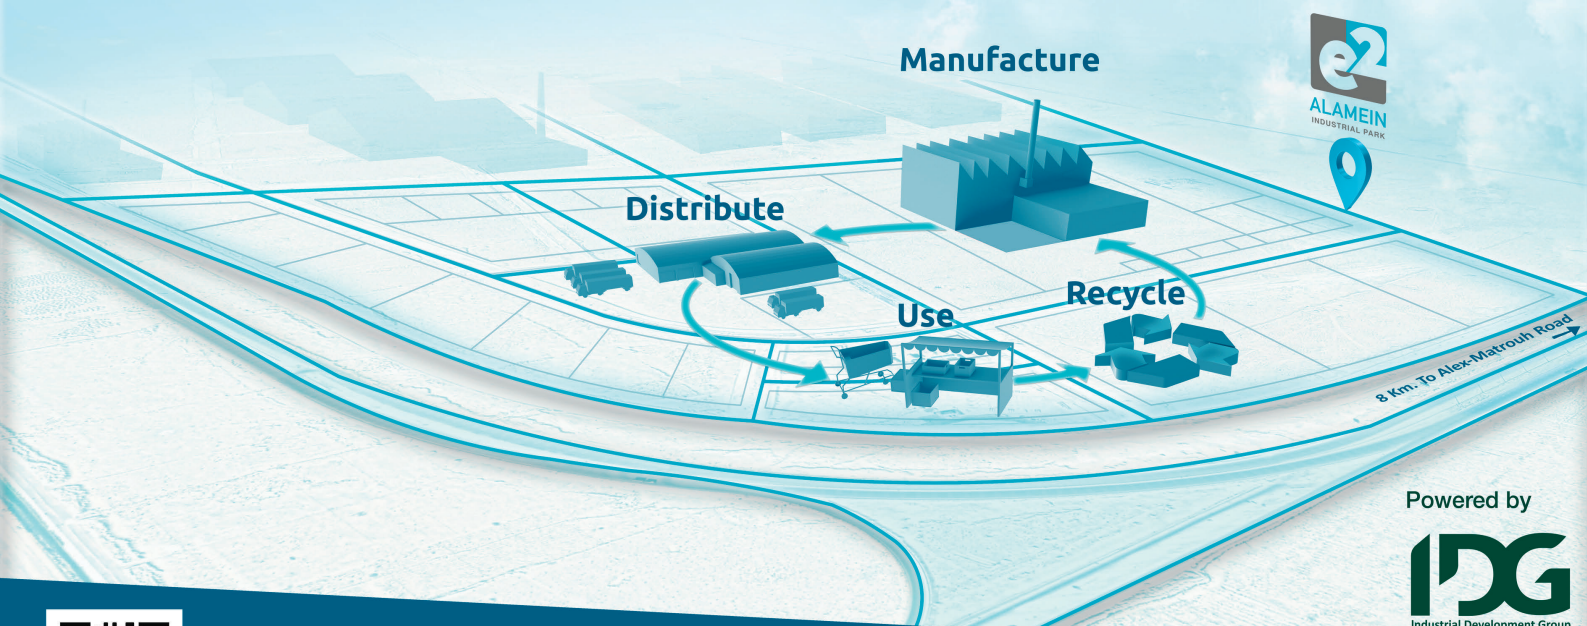 Manufacture
e2
ALAMEIN
INDUSTRIAL PARK
Distribute
Recycle
Use
8 Km. To Alex-Matrouh Road
Powered by
IDG
Industrial Development Group